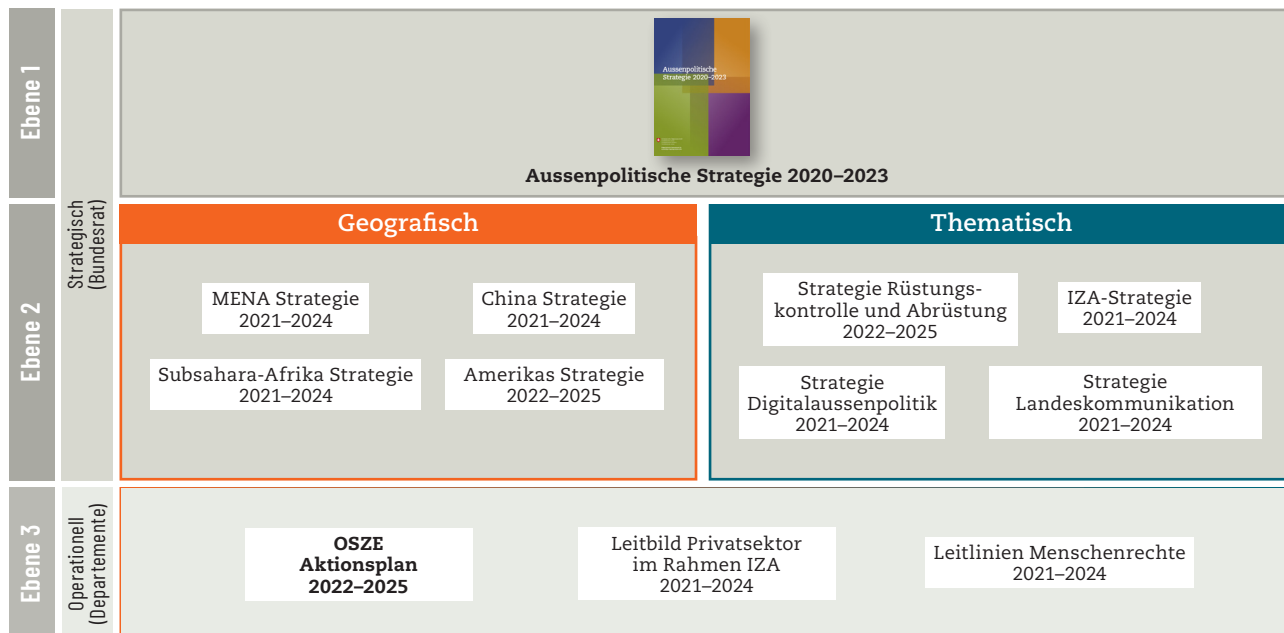 Ebene 1
Aussenpolitische
Strategie 2020–2023
Aussenpolitische Strategie 2020–2023
Strategisch
(Bundesrat)
Ebene 2
Geografisch
MENA Strategie
2021–2024
China Strategie
2021–2024
Subsahara-Afrika Strategie
2021–2024
Amerikas Strategie
2022–2025
Thematisch
Strategie Rüstungs-
kontrolle und Abrüstung
2022–2025
IZA-Strategie
2021–2024
Strategie
Digitalaussenpolitik
2021–2024
Strategie
Landeskommunikation
2021–2024
Ebene 3
Operationell
(Departemente)
OSZE
Aktionsplan
2022–2025
Leitbild Privatsektor
im Rahmen IZA
2021–2024
Leitlinien Menschenrechte
2021–2024